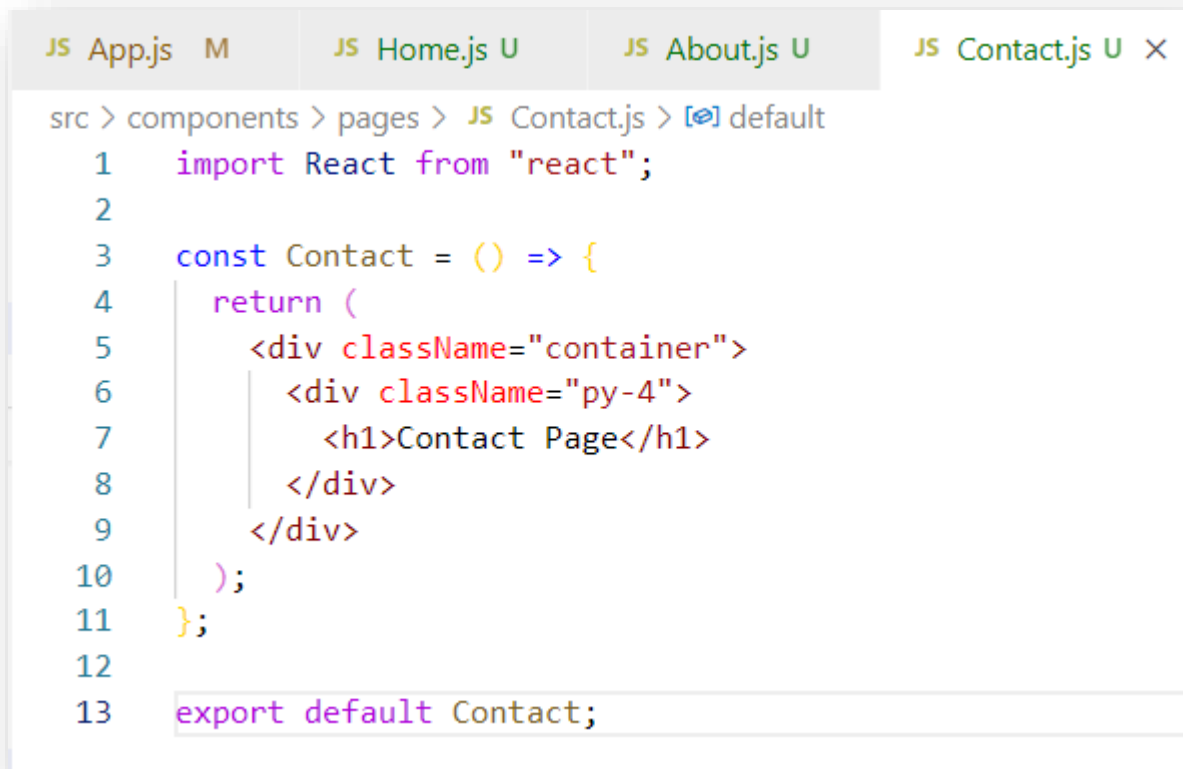 JS App.js M JS Home.js U JS About.js U JS Contact.js U ×
src > components > pages > JS Contact.js > default
1 import React from "react";
2
3 const Contact = () => {
4 return (
5 <div className="container">
6 <div className="py-4">
7 <h1>Contact Page</h1>
8 </div>
9 </div>
10 );
11 };
12
13 export default Contact;